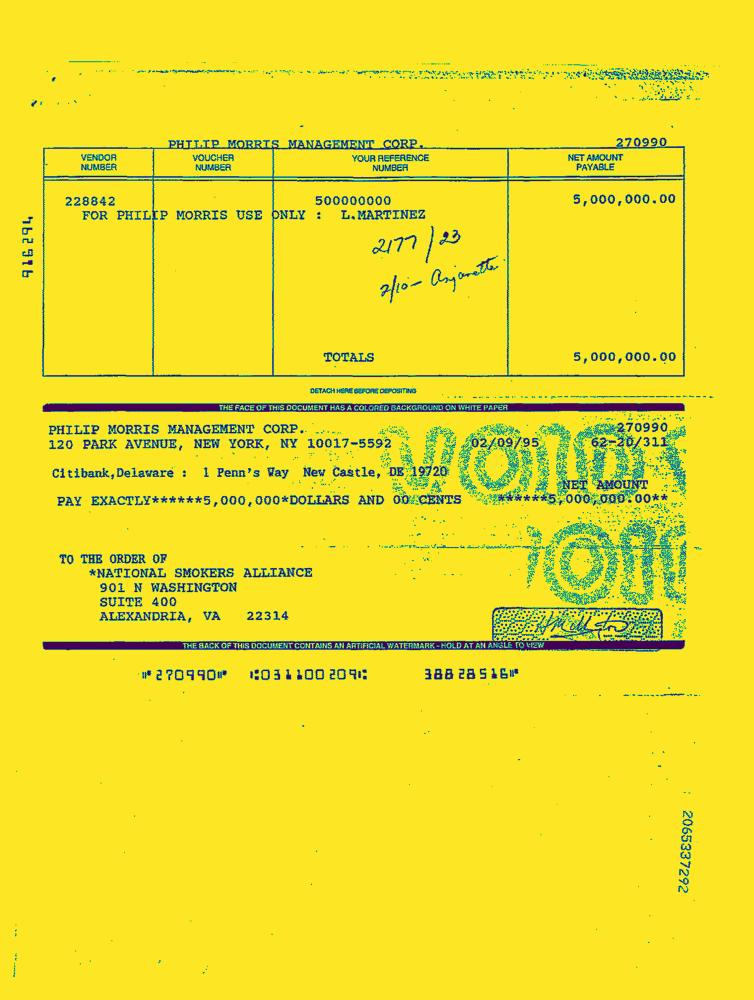 PHILIP MORRIS MANAGEMENT CORP. 270990
VENDOR NUMBER VOUCHER NUMBER YOUR REFERENCE NUMBER NET AMOUNT PAYABLE
228842 500000000 5,000,000.00
FOR PHILIP MORRIS USE ONLY : L.MARTINEZ
2177/23
2/10-
TOTALS 5,000,000.00
916294
DETACH HERE BEFORE DEPOSITING
THE FACE OF THIS DOCUMENT HAS A COLORED BACKGROUND ON WHITE PAPER
PHILIP MORRIS MANAGEMENT CORP. 270990
120 PARK AVENUE, NEW YORK, NY 10017-5592 02/09/95 62-20/311
Citibank,Delaware : 1 Penn's Way New Castle, DE 19720
NET AMOUNT
PAY EXACTLY******5,000,000*DOLLARS AND 00 CENTS ******5,000,000.00**
TO THE ORDER OF
*NATIONAL SMOKERS ALLIANCE
901 N WASHINGTON
SUITE 400
ALEXANDRIA, VA 22314
THE BACK OF THIS DOCUMENT CONTAINS AN ARTIFICIAL WATERMARK - HOLD AT AN ANGLE TO VIEW
⑈270990⑈ ⑆031100209⑆ 38828516⑈
2065337292